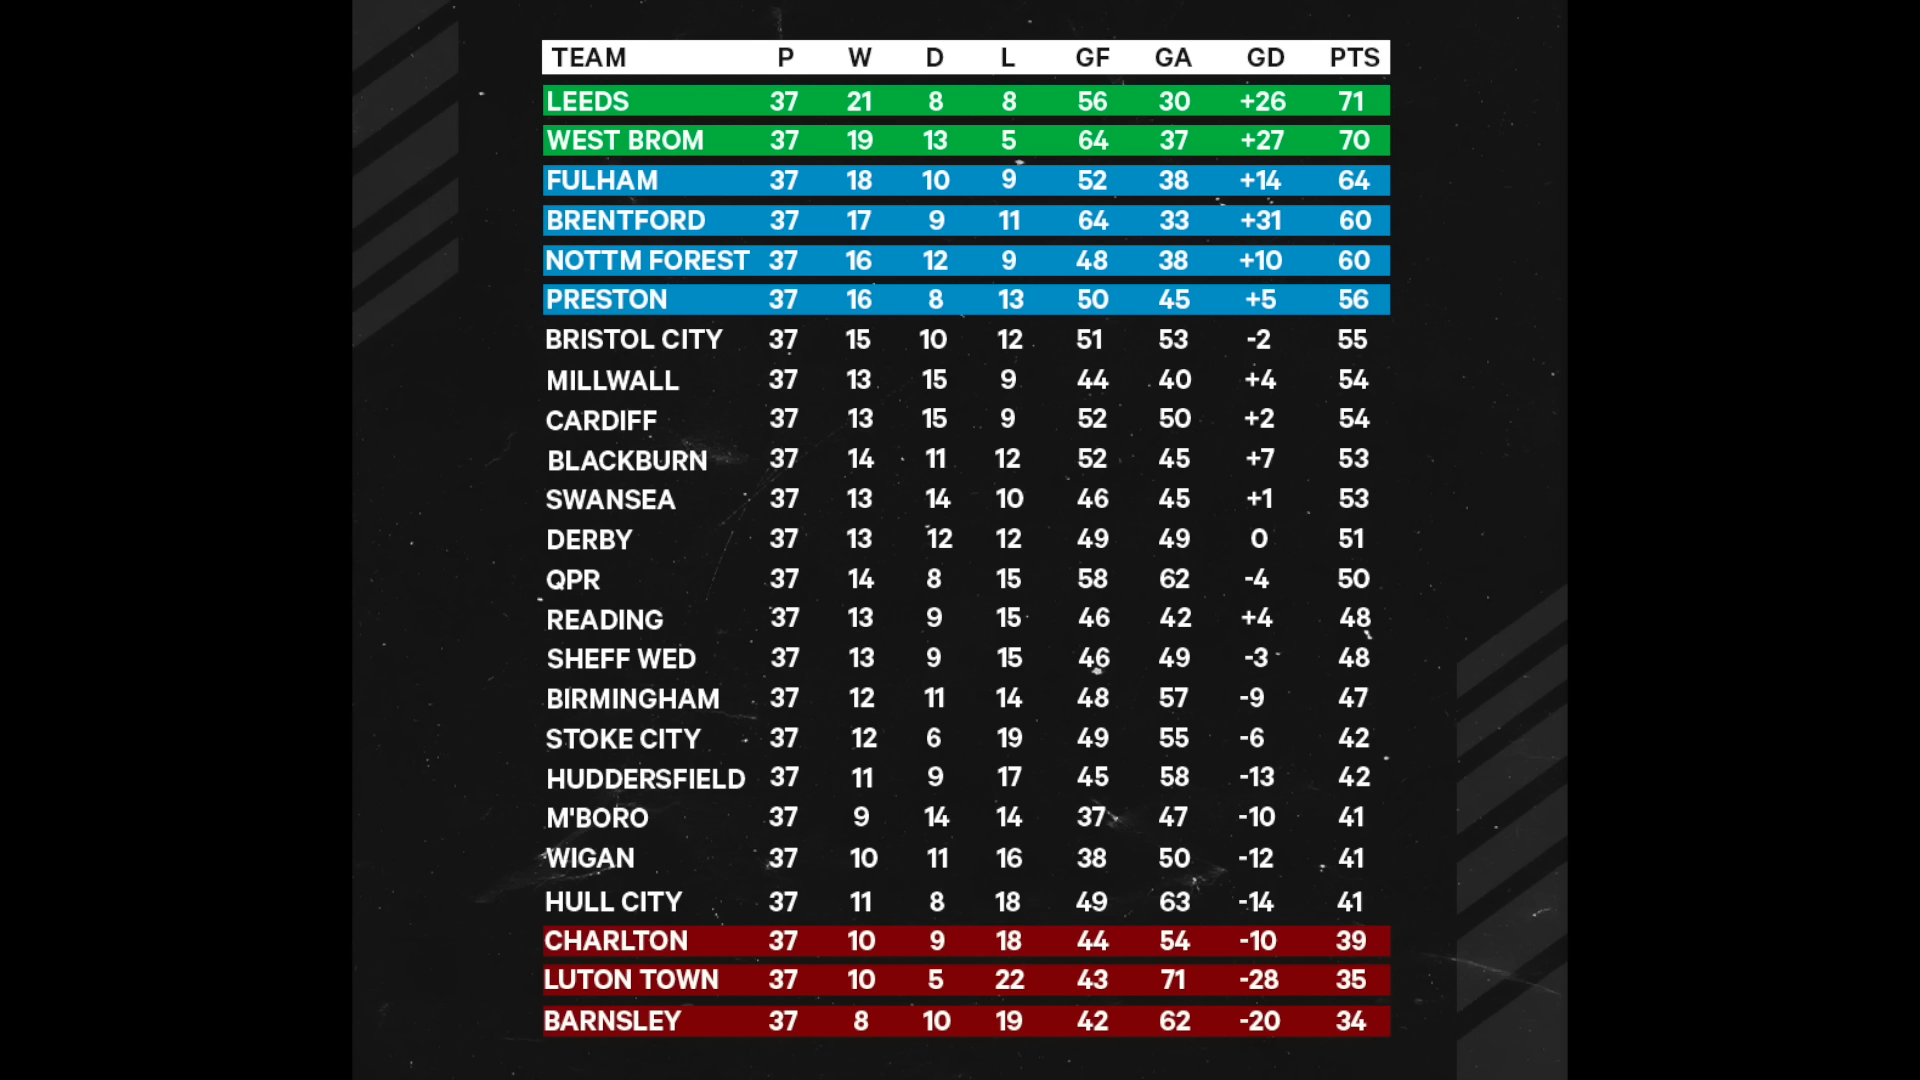 TEAM P W D L GF GA GD PTS
LEEDS 37 21 8 8 56 30 +26 71
WEST BROM 37 19 13 5 64 37 +27 70
FULHAM 37 18 10 9 52 38 +14 64
BRENTFORD 37 17 9 11 64 33 +31 60
NOTTM FOREST 37 16 12 9 48 38 +10 60
PRESTON 37 16 8 13 50 45 +5 56
BRISTOL CITY 37 15 10 12 51 53 -2 55
MILLWALL 37 13 15 9 44 40 +4 54
CARDIFF 37 13 15 9 52 50 +2 54
BLACKBURN 37 14 11 12 52 45 +7 53
SWANSEA 37 13 14 10 46 45 +1 53
DERBY 37 13 12 12 49 49 0 51
QPR 37 14 8 15 58 62 -4 50
READING 37 13 9 15 46 42 +4 48
SHEFF WED 37 13 9 15 46 49 -3 48
BIRMINGHAM 37 12 11 14 48 57 -9 47
STOKE CITY 37 12 6 19 49 55 -6 42
HUDDERSFIELD 37 11 9 17 45 58 -13 42
M'BORO 37 9 14 14 37 47 -10 41
WIGAN 37 10 11 16 38 50 -12 41
HULL CITY 37 11 8 18 49 63 -14 41
CHARLTON 37 10 9 18 44 54 -10 39
LUTON TOWN 37 10 5 22 43 71 -28 35
BARNSLEY 37 8 10 19 42 62 -20 34